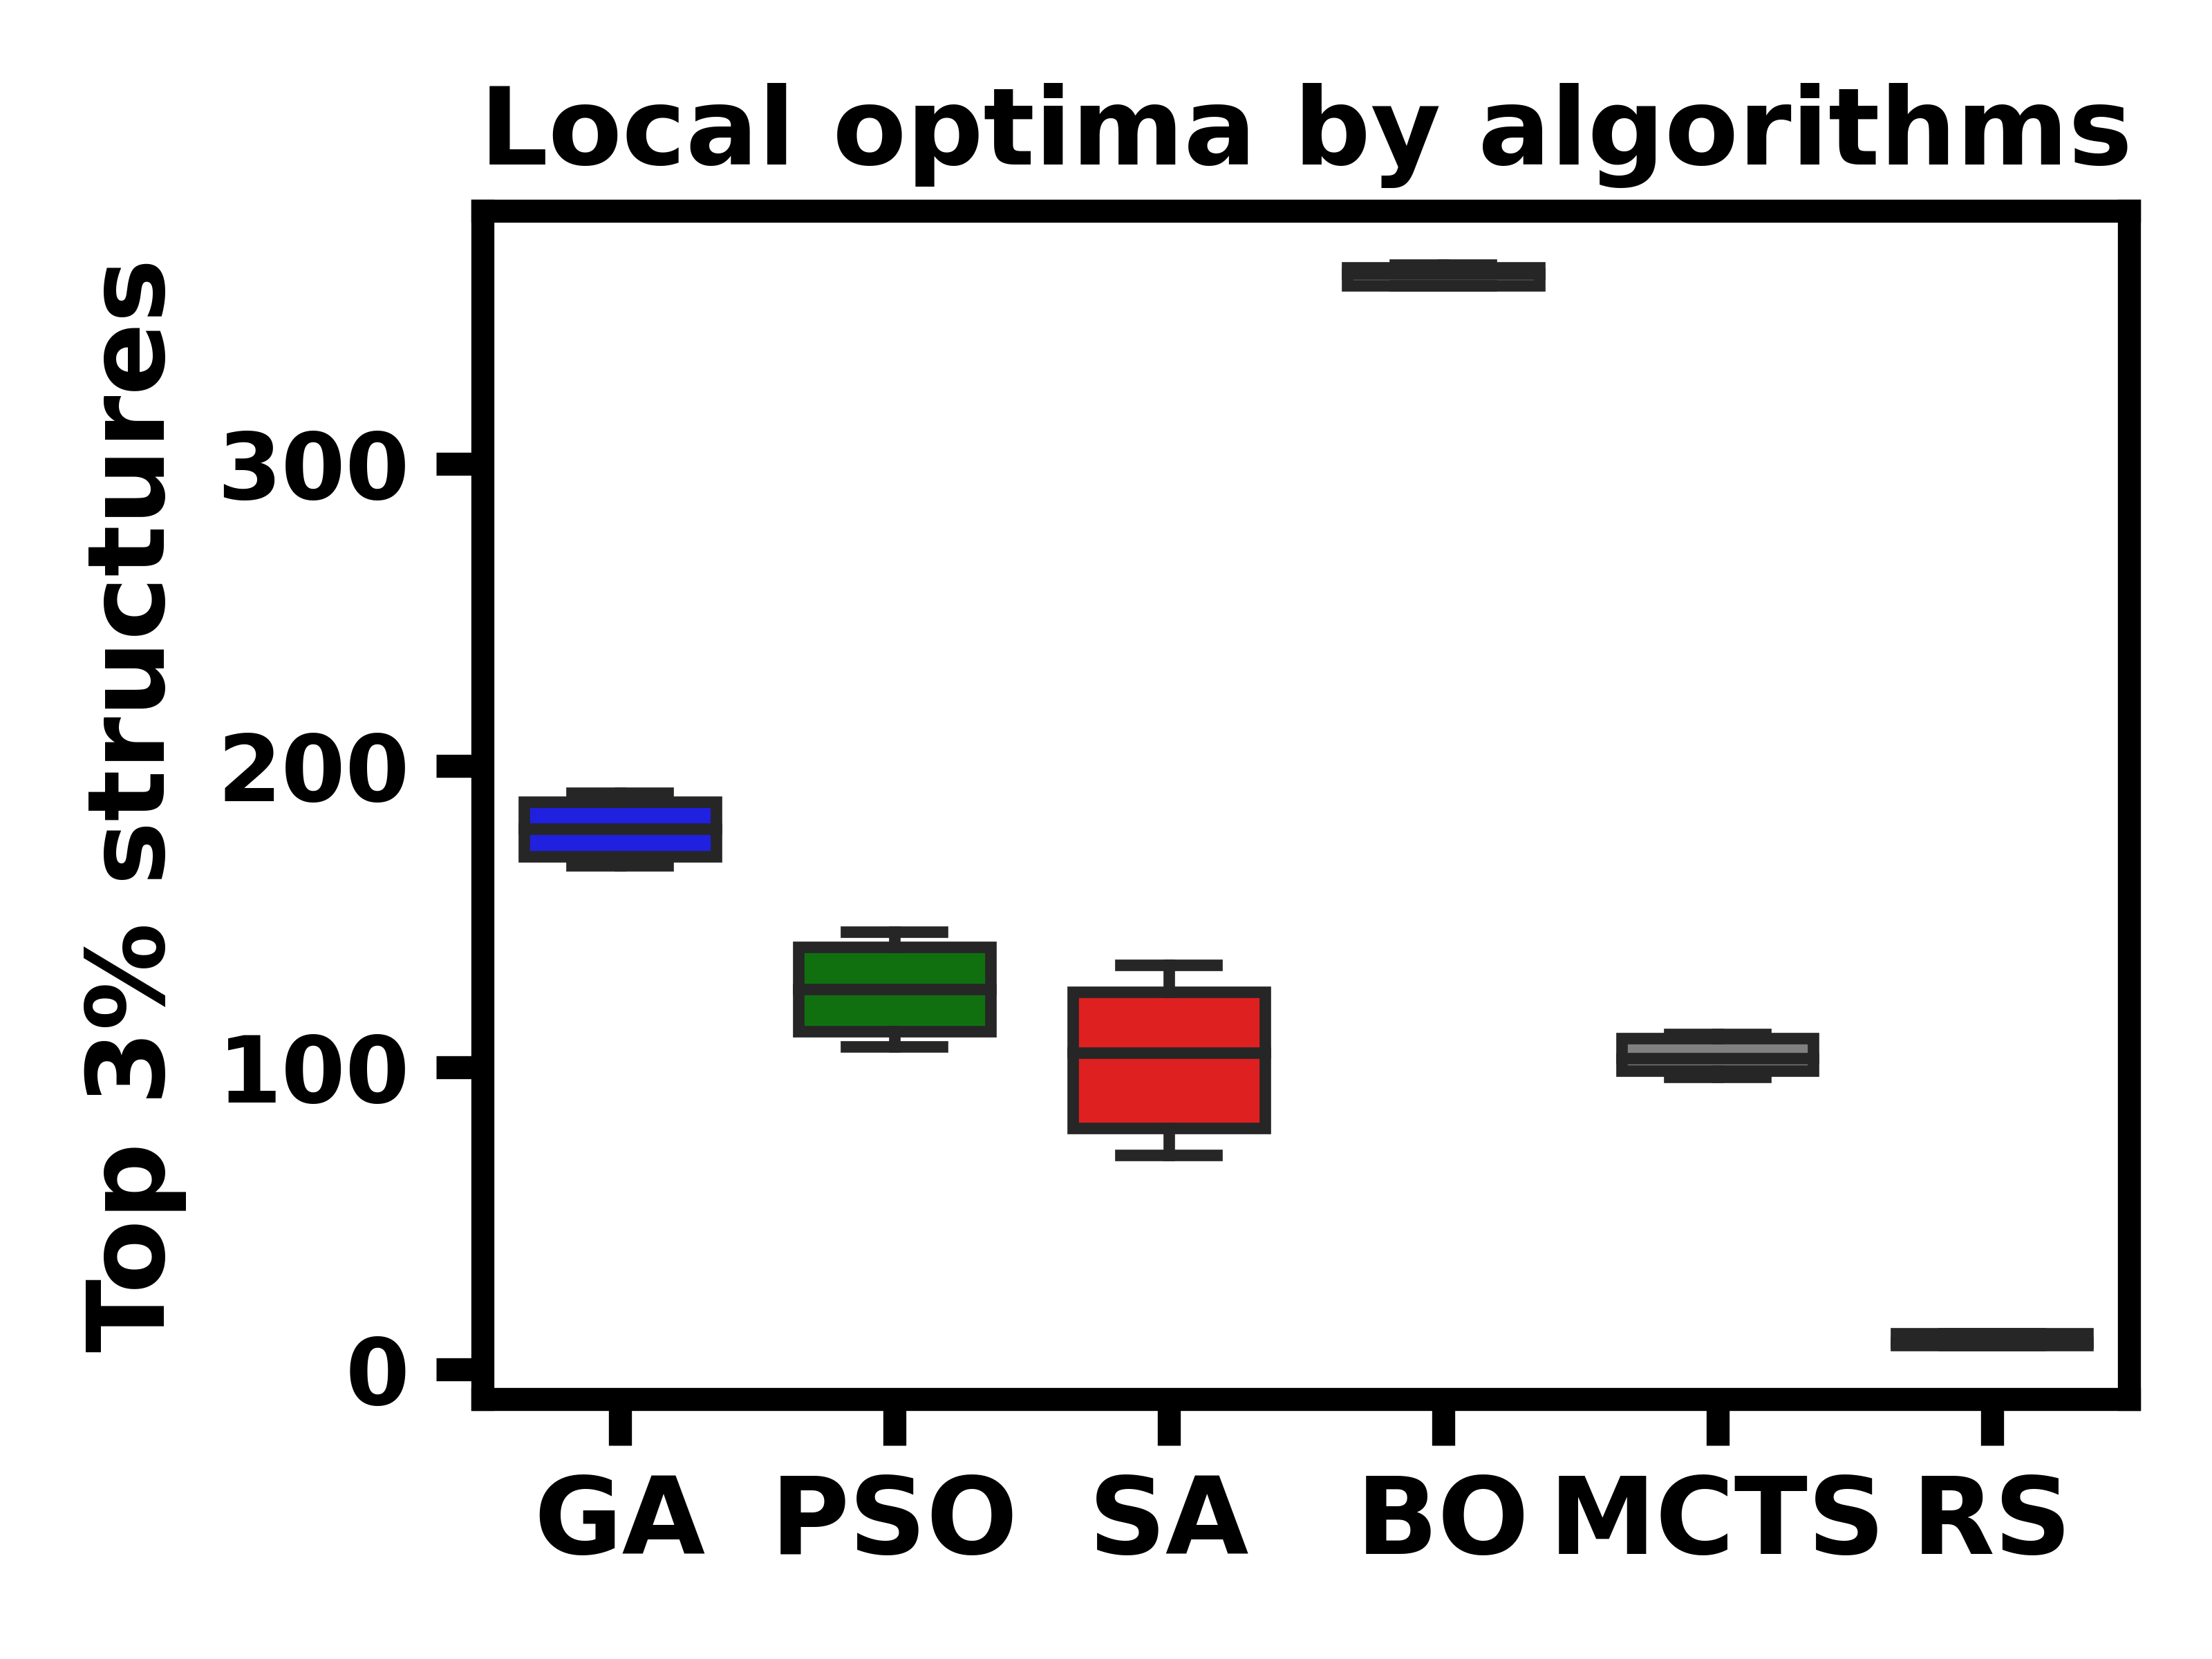 Local optima by algorithms
Top 3% structures
300
200
100
0
GA PSO SA BO MCTS RS